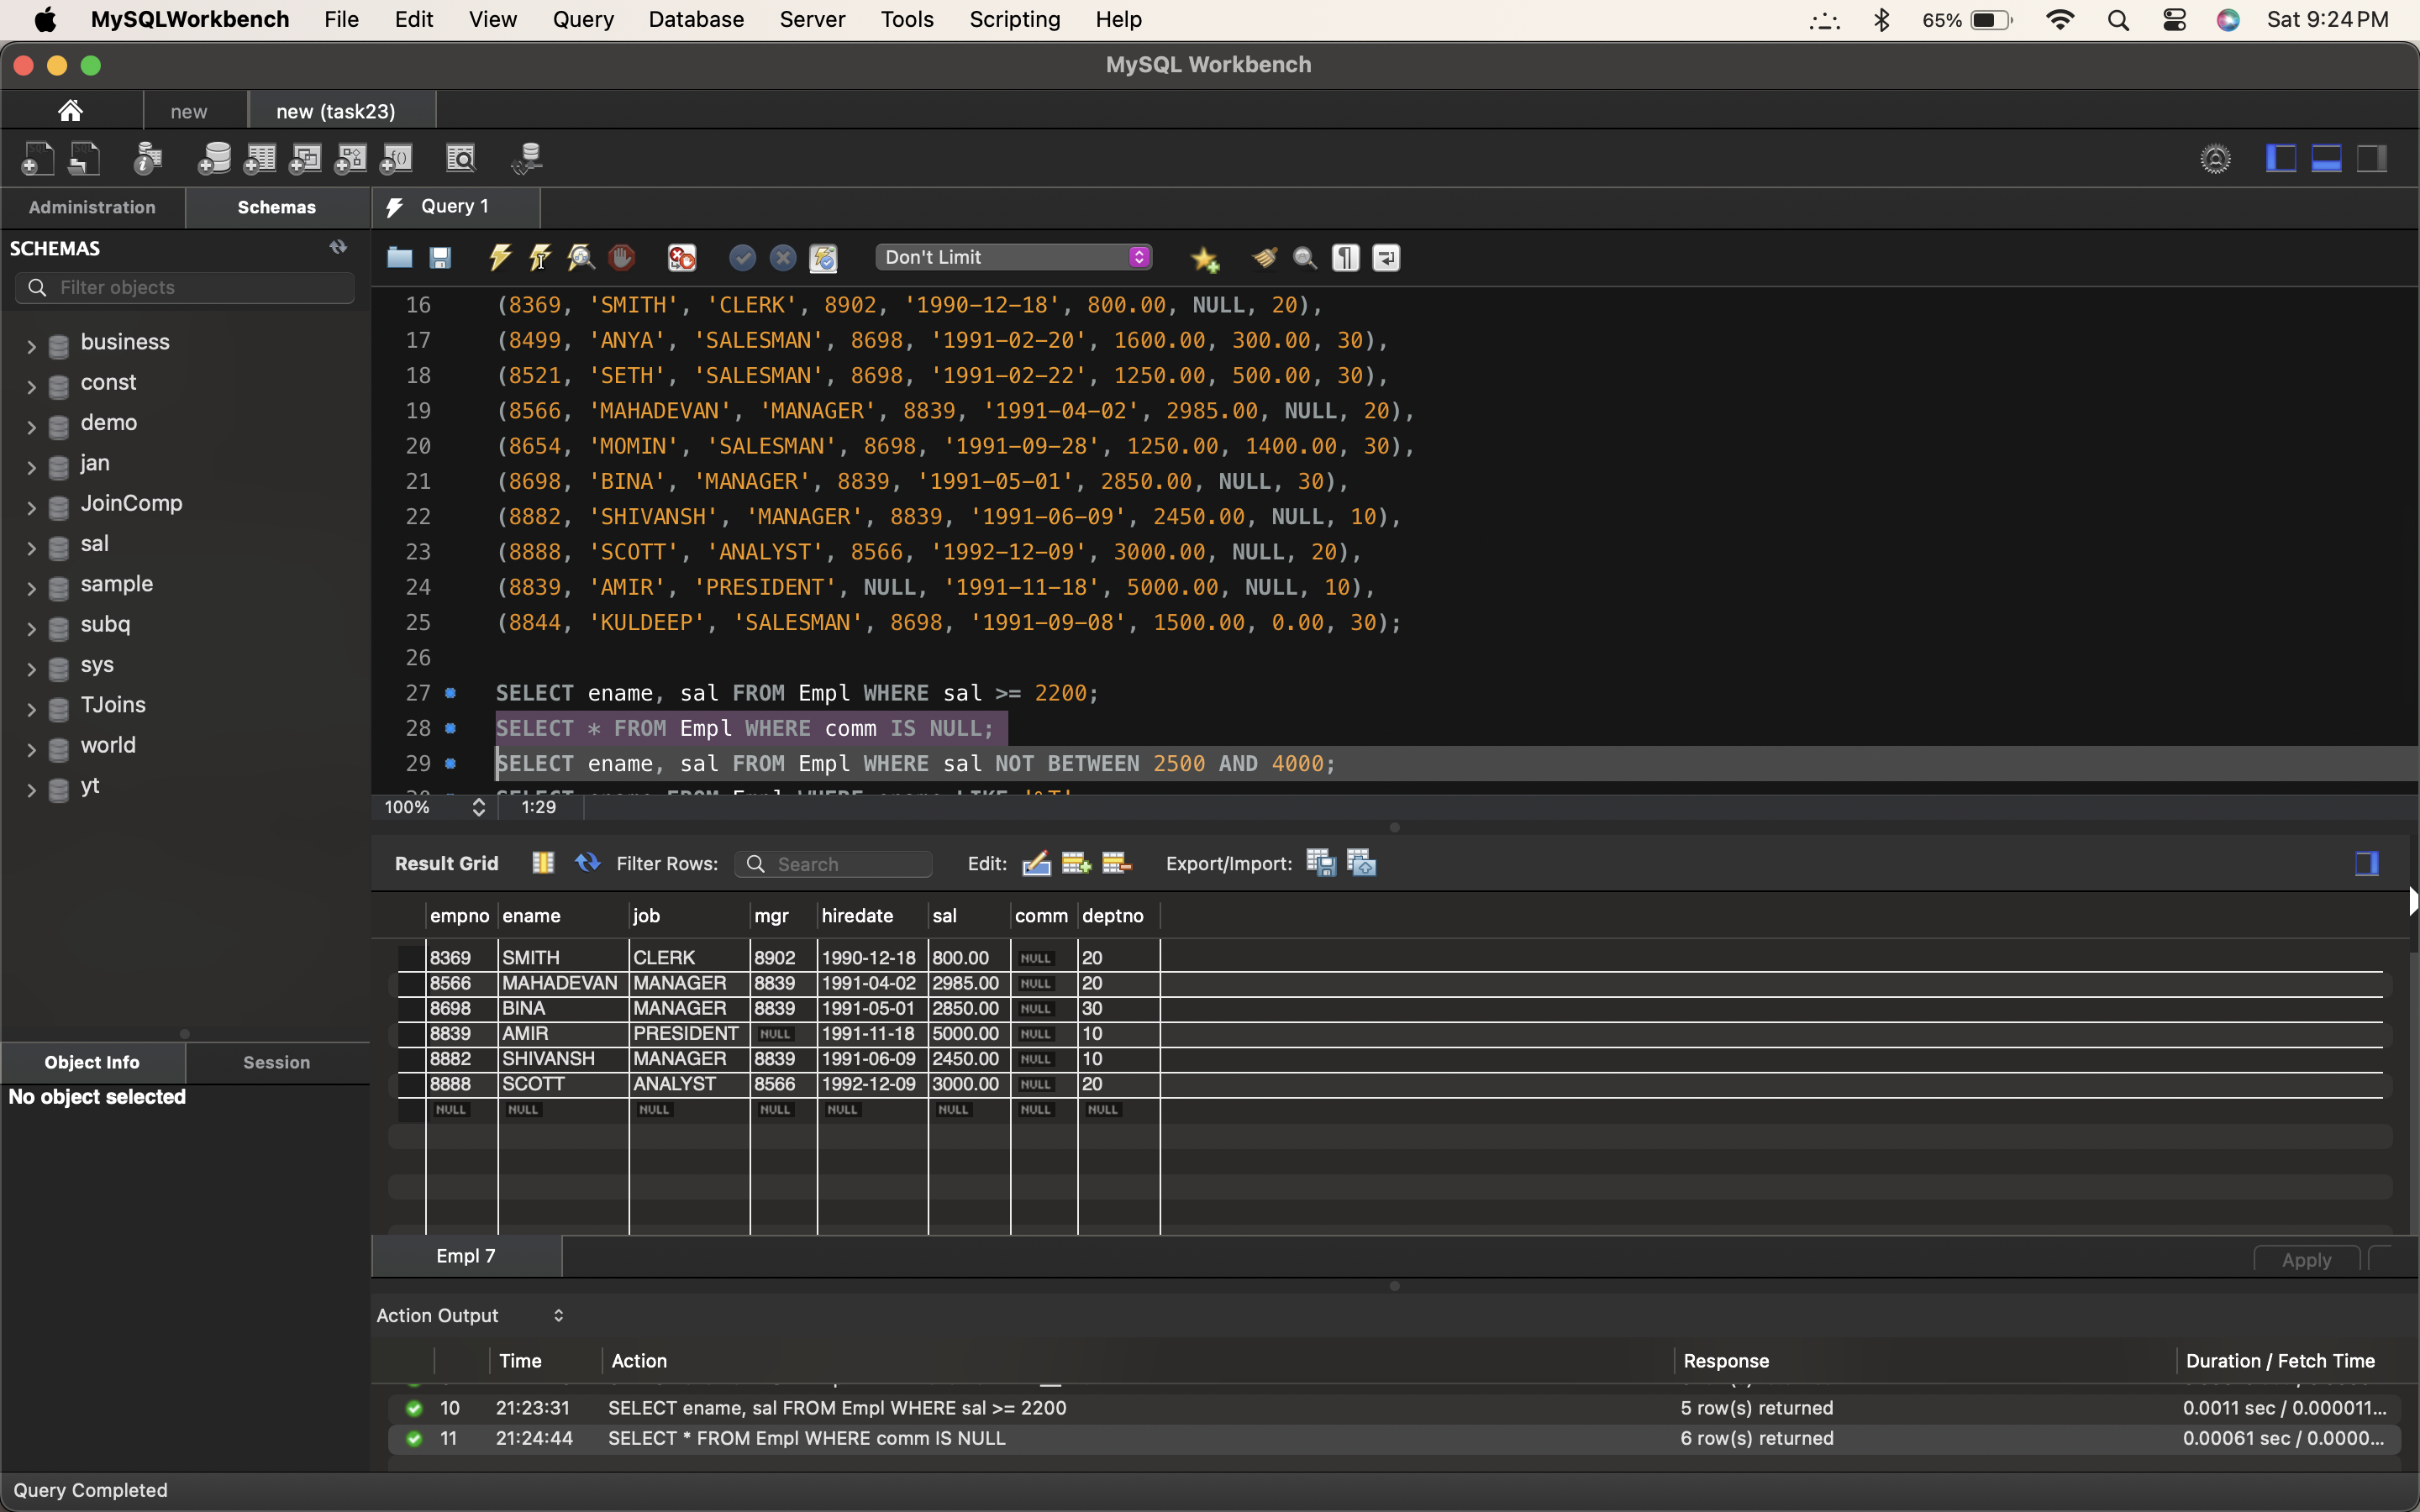 MySQLWorkbench File Edit View Query Database Server Tools Scripting Help 65% Sat 9:24 PM
MySQL Workbench
new new (task23)
Administration Schemas Query 1
SCHEMAS
Filter objects
Don't Limit
business
const
demo
jan
JoinComp
sal
sample
subq
sys
TJoins
world
yt
Object Info Session
No object selected
16 (8369, 'SMITH', 'CLERK', 8902, '1990-12-18', 800.00, NULL, 20),
17 (8499, 'ANYA', 'SALESMAN', 8698, '1991-02-20', 1600.00, 300.00, 30),
18 (8521, 'SETH', 'SALESMAN', 8698, '1991-02-22', 1250.00, 500.00, 30),
19 (8566, 'MAHADEVAN', 'MANAGER', 8839, '1991-04-02', 2985.00, NULL, 20),
20 (8654, 'MOMIN', 'SALESMAN', 8698, '1991-09-28', 1250.00, 1400.00, 30),
21 (8698, 'BINA', 'MANAGER', 8839, '1991-05-01', 2850.00, NULL, 30),
22 (8882, 'SHIVANSH', 'MANAGER', 8839, '1991-06-09', 2450.00, NULL, 10),
23 (8888, 'SCOTT', 'ANALYST', 8566, '1992-12-09', 3000.00, NULL, 20),
24 (8839, 'AMIR', 'PRESIDENT', NULL, '1991-11-18', 5000.00, NULL, 10),
25 (8844, 'KULDEEP', 'SALESMAN', 8698, '1991-09-08', 1500.00, 0.00, 30);
26
27 SELECT ename, sal FROM Empl WHERE sal >= 2200;
28 SELECT * FROM Empl WHERE comm IS NULL;
29 SELECT ename, sal FROM Empl WHERE sal NOT BETWEEN 2500 AND 4000;
100% 1:29
Result Grid Filter Rows: Search Edit: Export/Import:
empno ename job mgr hiredate sal comm deptno
8369 SMITH CLERK 8902 1990-12-18 800.00 NULL 20
8566 MAHADEVAN MANAGER 8839 1991-04-02 2985.00 NULL 20
8698 BINA MANAGER 8839 1991-05-01 2850.00 NULL 30
8839 AMIR PRESIDENT NULL 1991-11-18 5000.00 NULL 10
8882 SHIVANSH MANAGER 8839 1991-06-09 2450.00 NULL 10
8888 SCOTT ANALYST 8566 1992-12-09 3000.00 NULL 20
NULL NULL NULL NULL NULL NULL NULL NULL
Empl 7 Apply
Action Output
Time Action Response Duration / Fetch Time
10 21:23:31 SELECT ename, sal FROM Empl WHERE sal >= 2200 5 row(s) returned 0.0011 sec / 0.000011...
11 21:24:44 SELECT * FROM Empl WHERE comm IS NULL 6 row(s) returned 0.00061 sec / 0.0000...
Query Completed